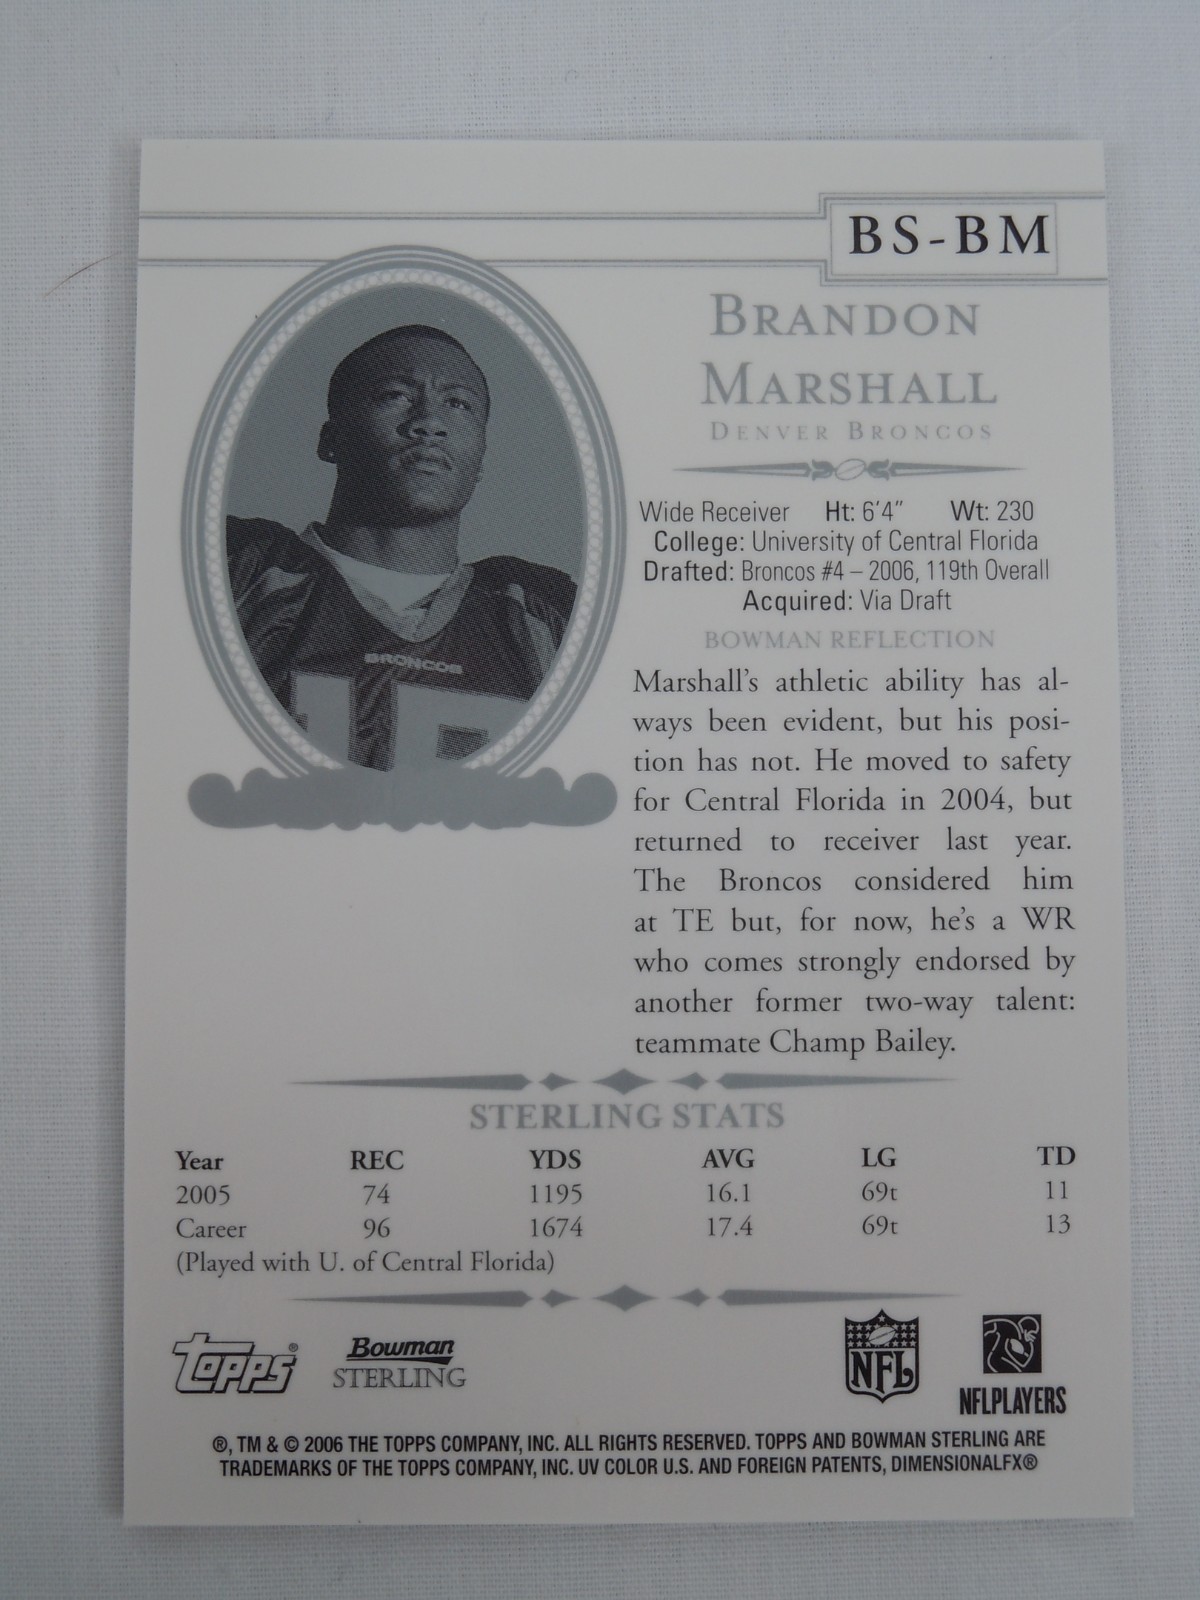 BS-BM
BRANDON
MARSHALL
DENVER BRONCOS
Wide Receiver Ht: 6'4" Wt: 230
College: University of Central Florida
Drafted: Broncos #4 – 2006, 119th Overall
Acquired: Via Draft
BOWMAN REFLECTION
Marshall's athletic ability has al-
ways been evident, but his posi-
tion has not. He moved to safety
for Central Florida in 2004, but
returned to receiver last year.
The Broncos considered him
at TE but, for now, he's a WR
who comes strongly endorsed by
another former two-way talent:
teammate Champ Bailey.
BRONCOS
STERLING STATS
Year REC YDS AVG LG TD
2005 74 1195 16.1 69t 11
Career 96 1674 17.4 69t 13
(Played with U. of Central Florida)
Topps® Bowman STERLING NFL NFLPLAYERS
®, TM & © 2006 THE TOPPS COMPANY, INC. ALL RIGHTS RESERVED. TOPPS AND BOWMAN STERLING ARE
TRADEMARKS OF THE TOPPS COMPANY, INC. UV COLOR U.S. AND FOREIGN PATENTS, DIMENSIONALFX®